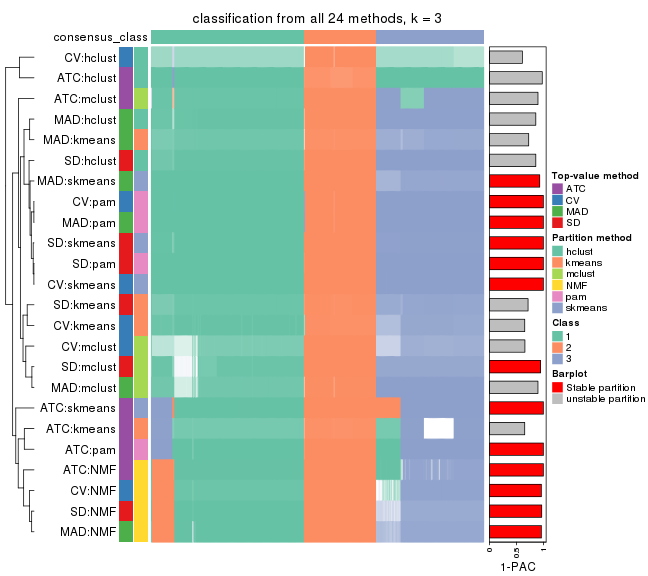 classification from all 24 methods, k = 3
consensus_class
CV:hclust
ATC:hclust
ATC:mclust
MAD:hclust
MAD:kmeans
SD:hclust
MAD:skmeans
CV:pam
MAD:pam
SD:skmeans
SD:pam
CV:skmeans
SD:kmeans
CV:kmeans
CV:mclust
SD:mclust
MAD:mclust
ATC:skmeans
ATC:kmeans
ATC:pam
ATC:NMF
CV:NMF
SD:NMF
MAD:NMF
0
0.5
1
1-PAC
Top-value method
ATC
CV
MAD
SD
Partition method
hclust
kmeans
mclust
NMF
pam
skmeans
Class
1
2
3
Barplot
Stable partition
unstable partition